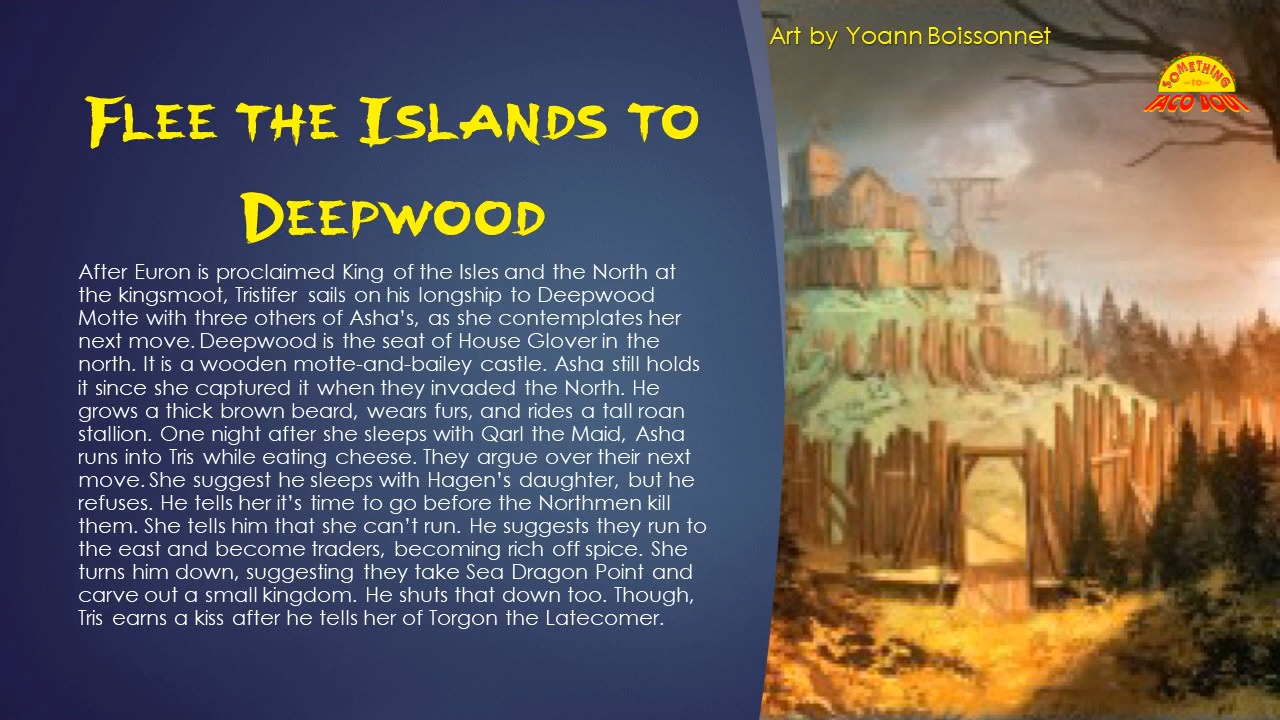 Art by Yoann Boissonnet
SOMETHING
to
TACO BOUT
Flee the Islands to
Deepwood
After Euron is proclaimed King of the Isles and the North at
the kingsmoot, Tristifer sails on his longship to Deepwood
Motte with three others of Asha's, as she contemplates her
next move. Deepwood is the seat of House Glover in the
north. It is a wooden motte-and-bailey castle. Asha still holds
it since she captured it when they invaded the North. He
grows a thick brown beard, wears furs, and rides a tall roan
stallion. One night after she sleeps with Qarl the Maid, Asha
runs into Tris while eating cheese. They argue over their next
move. She suggest he sleeps with Hagen's daughter, but he
refuses. He tells her it's time to go before the Northmen kill
them. She tells him that she can't run. He suggests they run to
the east and become traders, becoming rich off spice. She
turns him down, suggesting they take Sea Dragon Point and
carve out a small kingdom. He shuts that down too. Though,
Tris earns a kiss after he tells her of Torgon the Latecomer.